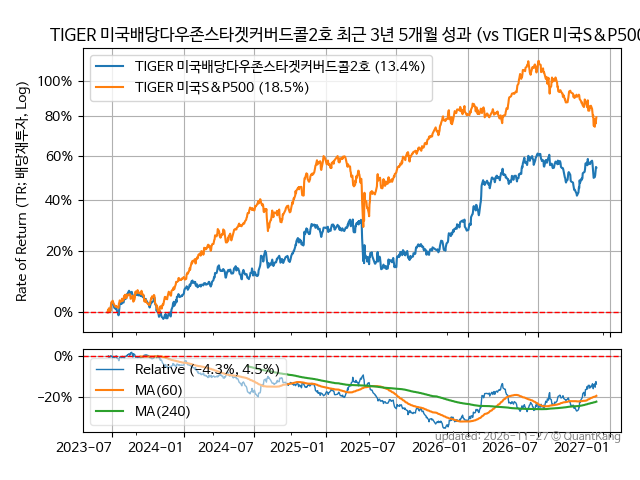 TIGER 미국배당다우존스타겟커버드콜2호 최근 3년 5개월 성과 (vs TIGER 미국S&P500
Rate of Return (TR: 배당재투자, Log)
TIGER 미국배당다우존스타겟커버드콜2호 (13.4%)
TIGER 미국S&P500 (18.5%)
100%
80%
60%
40%
20%
0%
0%
−20%
Relative (−4.3%, 4.5%)
MA(60)
MA(240)
2023-07
2024-01
2024-07
2025-01
2025-07
2026-01
2026-07
2027-01
updated: 2026-11-27 © QuantKang